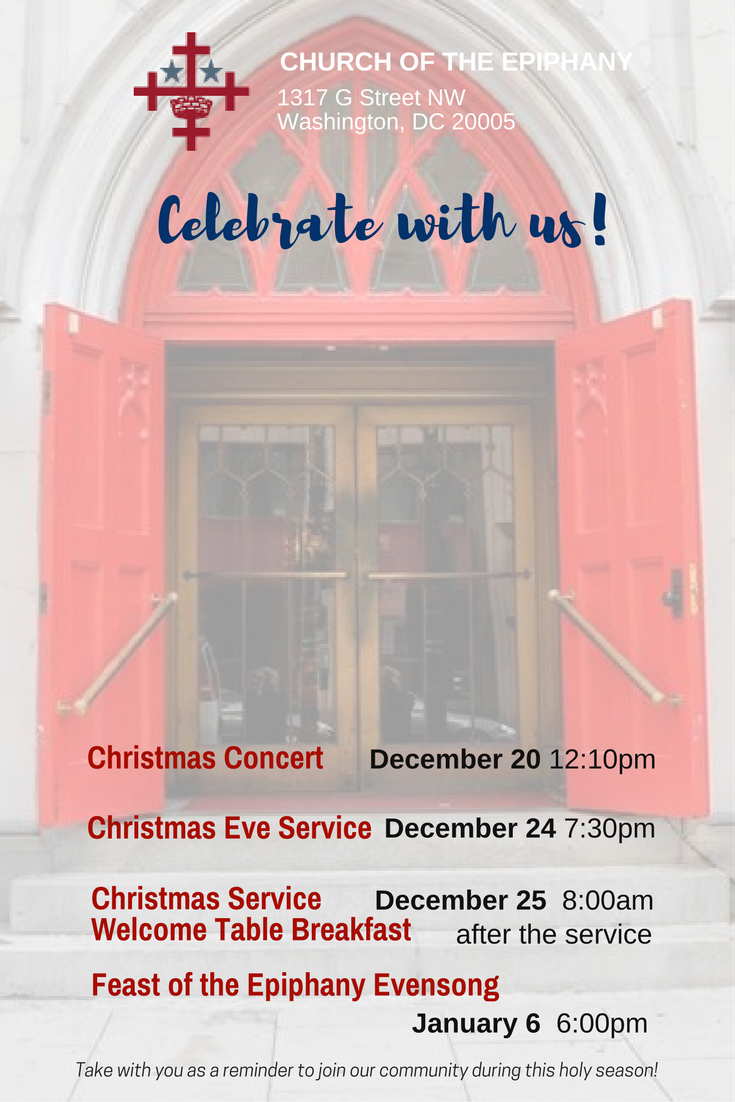 CHURCH OF THE EPIPHANY
1317 G Street NW
Washington, DC 20005
Celebrate with us!
Christmas Concert December 20 12:10pm
Christmas Eve Service December 24 7:30pm
Christmas Service December 25 8:00am
Welcome Table Breakfast after the service
Feast of the Epiphany Evensong
January 6 6:00pm
Take with you as a reminder to join our community during this holy season!